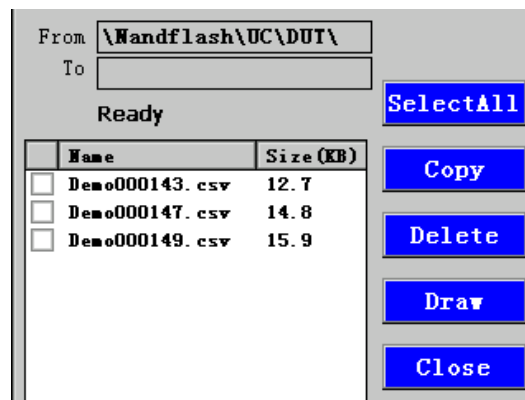 From \Nandflash\UC\DUT\
To
Ready
SelectAll
Name Size(KB)
Copy
Demo000143.csv 12.7
Demo000147.csv 14.8
Demo000149.csv 15.9
Delete
Draw
Close